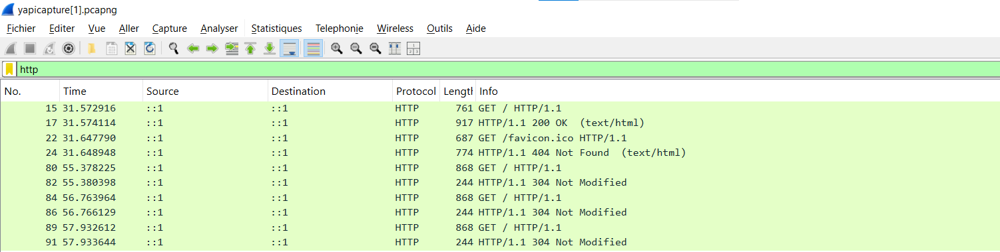 yapicapture[1].pcapng
Fichier Editer Vue Aller Capture Analyser Statistiques Telephonie Wireless Outils Aide
http
No. Time Source Destination Protocol Length Info
15 31.572916 ::1 ::1 HTTP 761 GET / HTTP/1.1
17 31.574114 ::1 ::1 HTTP 917 HTTP/1.1 200 OK (text/html)
22 31.647790 ::1 ::1 HTTP 687 GET /favicon.ico HTTP/1.1
24 31.648948 ::1 ::1 HTTP 774 HTTP/1.1 404 Not Found (text/html)
80 55.378225 ::1 ::1 HTTP 868 GET / HTTP/1.1
82 55.380398 ::1 ::1 HTTP 244 HTTP/1.1 304 Not Modified
84 56.763964 ::1 ::1 HTTP 868 GET / HTTP/1.1
86 56.766129 ::1 ::1 HTTP 244 HTTP/1.1 304 Not Modified
89 57.932612 ::1 ::1 HTTP 868 GET / HTTP/1.1
91 57.933644 ::1 ::1 HTTP 244 HTTP/1.1 304 Not Modified